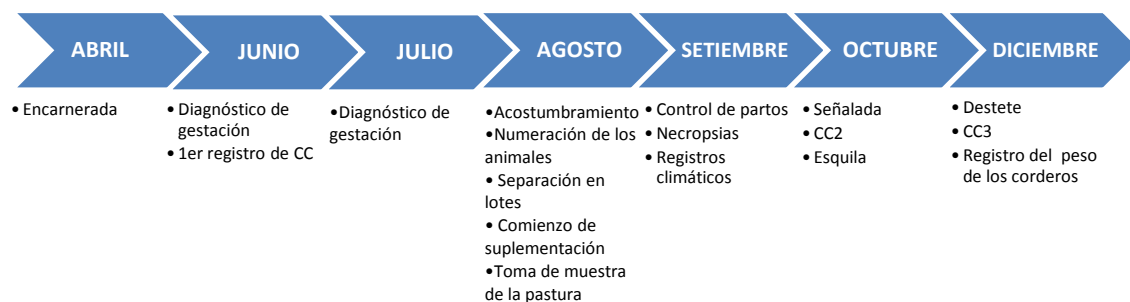 ABRIL
JUNIO
JULIO
AGOSTO
SETIEMBRE
OCTUBRE
DICIEMBRE
• Encarnerada
• Diagnóstico de
gestación
• 1er registro de CC
•Diagnóstico de
gestación
•Acostumbramiento
•Numeración de los
animales
• Separación en
lotes
• Comienzo de
suplementación
•Toma de muestra
de la pastura
• Control de partos
• Necropsias
• Registros
climáticos
• Señalada
• CC2
• Esquila
• Destete
• CC3
• Registro del peso
de los corderos